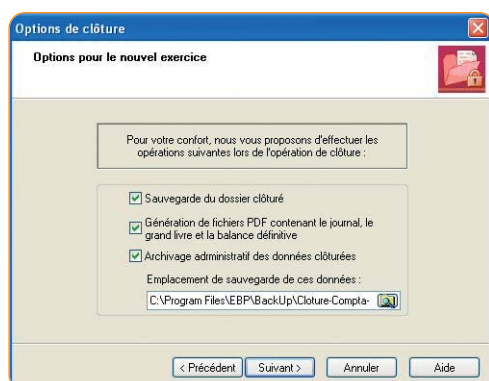 Options de clôture
Options pour le nouvel exercice
Pour votre confort, nous vous proposons d'effectuer les
opérations suivantes lors de l'opération de clôture :
Sauvegarde du dossier clôturé
Génération de fichiers PDF contenant le journal, le
grand livre et la balance définitive
Archivage administratif des données clôturées
Emplacement de sauvegarde de ces données :
C:\Program Files\EBP\BackUp\Cloture-Compta-
< Précédent
Suivant >
Annuler
Aide